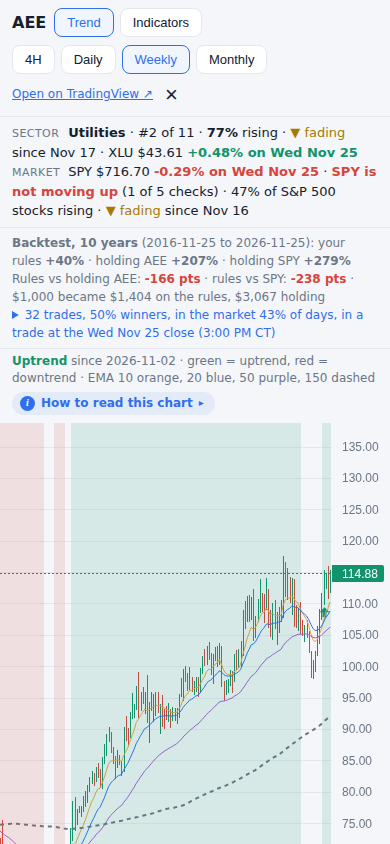 AEE Trend Indicators
4H Daily Weekly Monthly
Open on TradingView ↗ ✕
SECTOR Utilities · #2 of 11 · 77% rising · ▼ fading
since Nov 17 · XLU $43.61 +0.48% on Wed Nov 25
MARKET SPY $716.70 -0.29% on Wed Nov 25 · SPY is
not moving up (1 of 5 checks) · 47% of S&P 500
stocks rising · ▼ fading since Nov 16
Backtest, 10 years (2016-11-25 to 2026-11-25): your
rules +40% · holding AEE +207% · holding SPY +279%
Rules vs holding AEE: -166 pts · rules vs SPY: -238 pts ·
$1,000 became $1,404 on the rules, $3,067 holding
▶ 32 trades, 50% winners, in the market 43% of days, in a
trade at the Wed Nov 25 close (3:00 PM CT)
Uptrend since 2026-11-02 · green = uptrend, red =
downtrend · EMA 10 orange, 20 blue, 50 purple, 150 dashed
i How to read this chart ▸
135.00
130.00
125.00
120.00
114.88
110.00
105.00
100.00
95.00
90.00
85.00
80.00
75.00